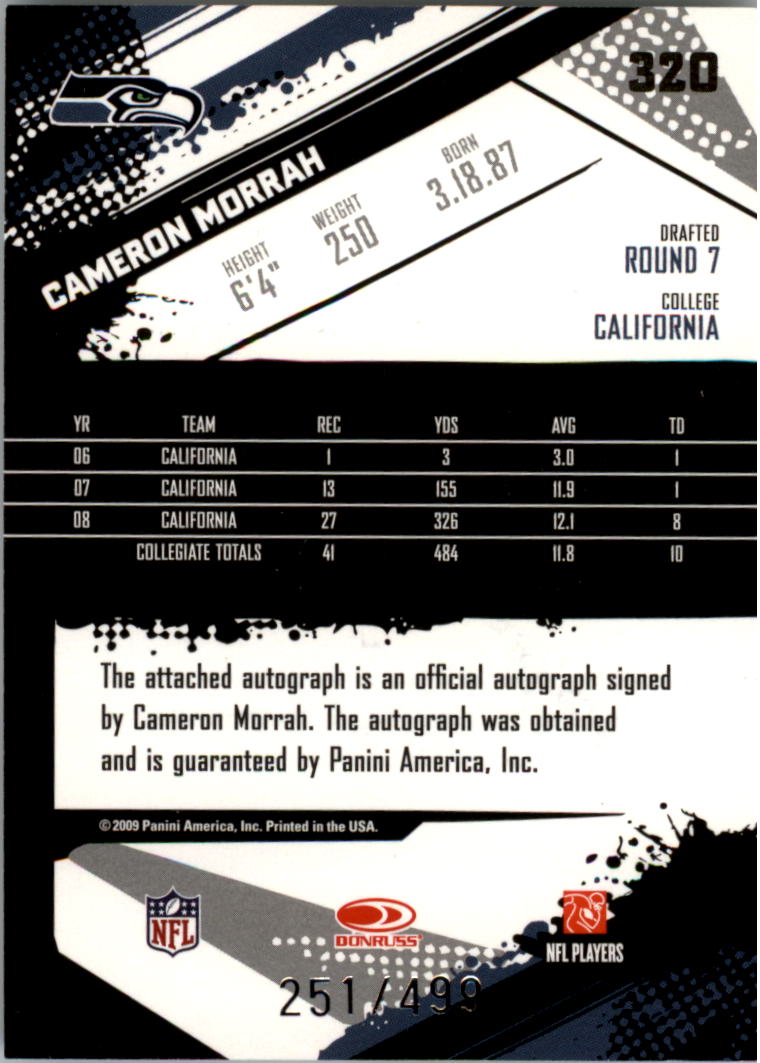 320
CAMERON MORRAH
HEIGHT
6'4"
WEIGHT
250
BORN
3.18.87
DRAFTED
ROUND 7
COLLEGE
CALIFORNIA
YR TEAM REC YDS AVG TD
06 CALIFORNIA 1 3 3.0 1
07 CALIFORNIA 13 155 11.9 1
08 CALIFORNIA 27 326 12.1 8
COLLEGIATE TOTALS 41 484 11.8 10
The attached autograph is an official autograph signed
by Cameron Morrah. The autograph was obtained
and is guaranteed by Panini America, Inc.
© 2009 Panini America, Inc. Printed in the USA.
NFL
DONRUSS
NFL PLAYERS
251/499